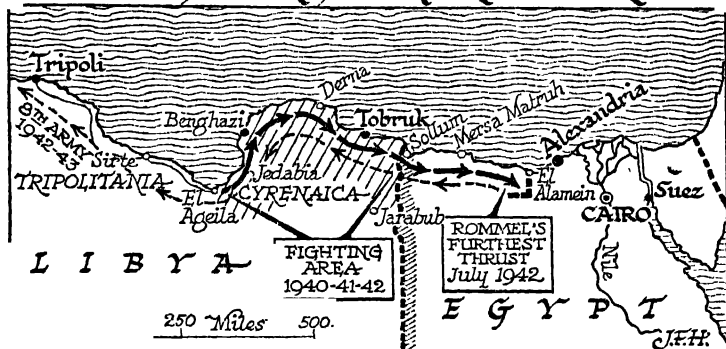 Tripoli
8TH ARMY
1942-43
Sirte
TRIPOLITANIA
El
Ageila
Benghazi
Derna
Jedabia
CYRENAICA
Tobruk
Sollum
Mersa Matruh
Jarabub
Alexandria
El
Alamein
CAIRO
Suez
Nile
FIGHTING
AREA
1940-41-42
ROMMEL'S
FURTHEST
THRUST
July 1942
LIBYA
EGYPT
250 Miles 500.
J.F.H.